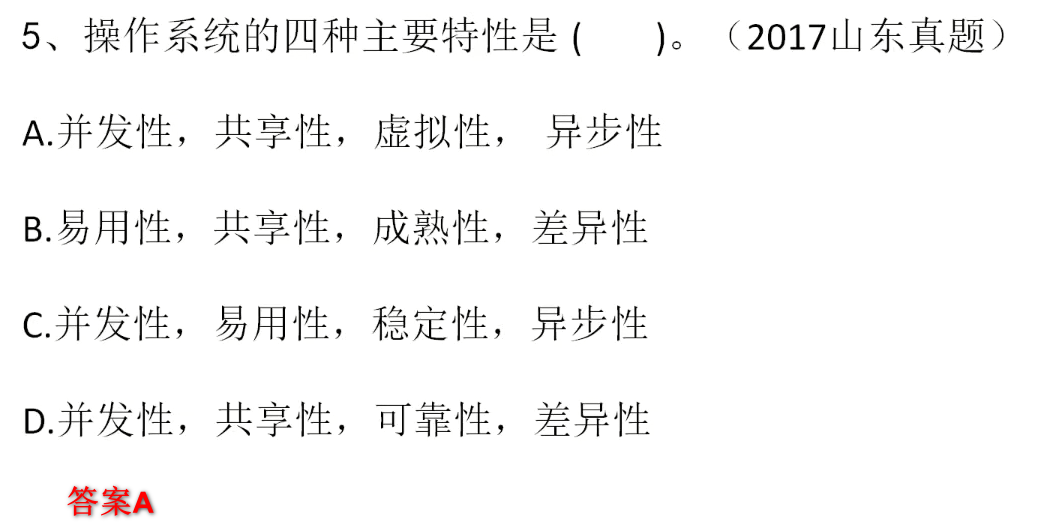 5、操作系统的四种主要特性是（　　）。（2017山东真题）
A.并发性，共享性，虚拟性， 异步性
B.易用性，共享性，成熟性，差异性
C.并发性，易用性，稳定性，异步性
D.并发性，共享性，可靠性，差异性
答案A